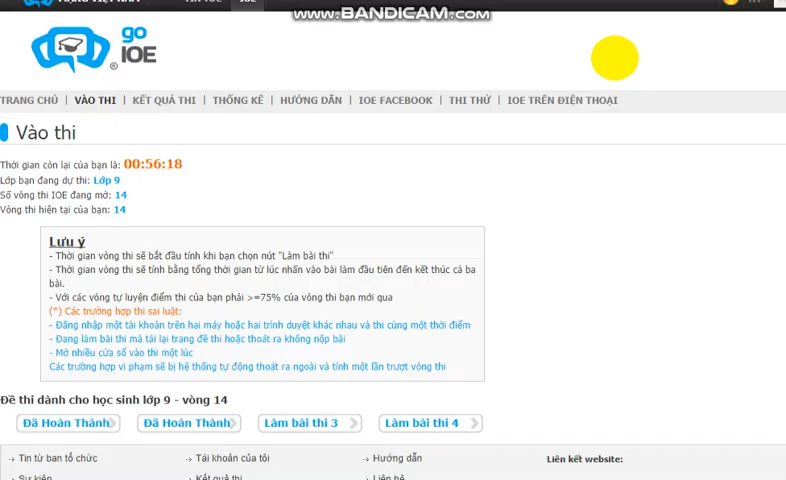 TIN TỨC IOE
www.BANDICAM.com
go
IOE
®
TRANG CHỦ | VÀO THI | KẾT QUẢ THI | THỐNG KÊ | HƯỚNG DẪN | IOE FACEBOOK | THI THỬ | IOE TRÊN ĐIỆN THOẠI
Vào thi
Thời gian còn lại của bạn là: 00:56:18
Lớp bạn đang dự thi: Lớp 9
Số vòng thi IOE đang mở: 14
Vòng thi hiện tại của bạn: 14
Lưu ý
- Thời gian vòng thi sẽ bắt đầu tính khi bạn chọn nút "Làm bài thi"
- Thời gian vòng thi sẽ tính bằng tổng thời gian từ lúc nhấn vào bài làm đầu tiên đến kết thúc cả ba
bài.
- Với các vòng tự luyện điểm thi của bạn phải >=75% của vòng thi bạn mới qua
(*) Các trường hợp thi sai luật:
- Đăng nhập một tài khoản trên hai máy hoặc hai trình duyệt khác nhau và thi cùng một thời điểm
- Đang làm bài thi mà tải lại trang đề thi hoặc thoát ra không nộp bài
- Mở nhiều cửa sổ vào thi một lúc
Các trường hợp vi phạm sẽ bị hệ thống tự động thoát ra ngoài và tính một lần trượt vòng thi
Đề thi dành cho học sinh lớp 9 - vòng 14
Đã Hoàn Thành Đã Hoàn Thành Làm bài thi 3 Làm bài thi 4
Tin từ ban tổ chức Tài khoản của tôi Hướng dẫn Liên kết website:
Sự kiện Kết quả thi Liên hệ